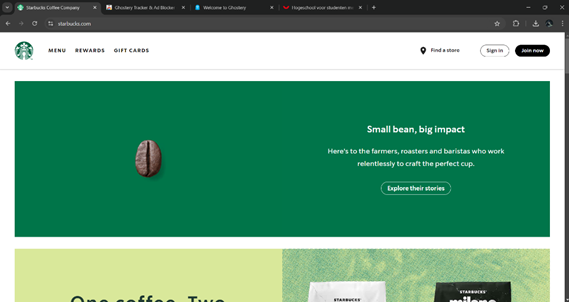 Starbucks Coffee Company
Ghostery Tracker & Ad Blocker
Welcome to Ghostery
Hogeschool voor studenten en
starbucks.com
MENU REWARDS GIFT CARDS
Find a store
Sign in
Join now
Small bean, big impact
Here's to the farmers, roasters and baristas who work
relentlessly to craft the perfect cup.
Explore their stories
One coffee. Two
STARBUCKS
STARBUCKS
milano